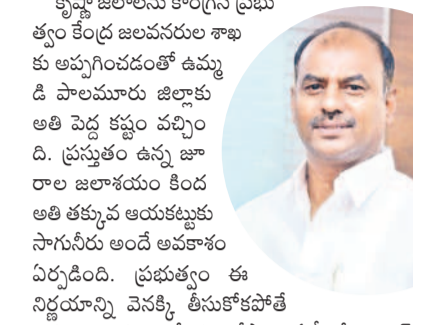 కృష్ణా జలాలను కాంగ్రెస్ ప్రభు
త్వం కేంద్ర జలవనరుల శాఖ
కు అప్పగించడంతో ఉమ్మ
డి పాలమూరు జిల్లాకు
అతి పెద్ద కష్టం వచ్చిం
ది. ప్రస్తుతం ఉన్న జూ
రాల జలాశయం కింద
అతి తక్కువ ఆయకట్టుకు
సాగునీరు అందే అవకాశం
ఏర్పడింది. ప్రభుత్వం ఈ
నిర్ణయాన్ని వెనక్కి తీసుకోకపోతే